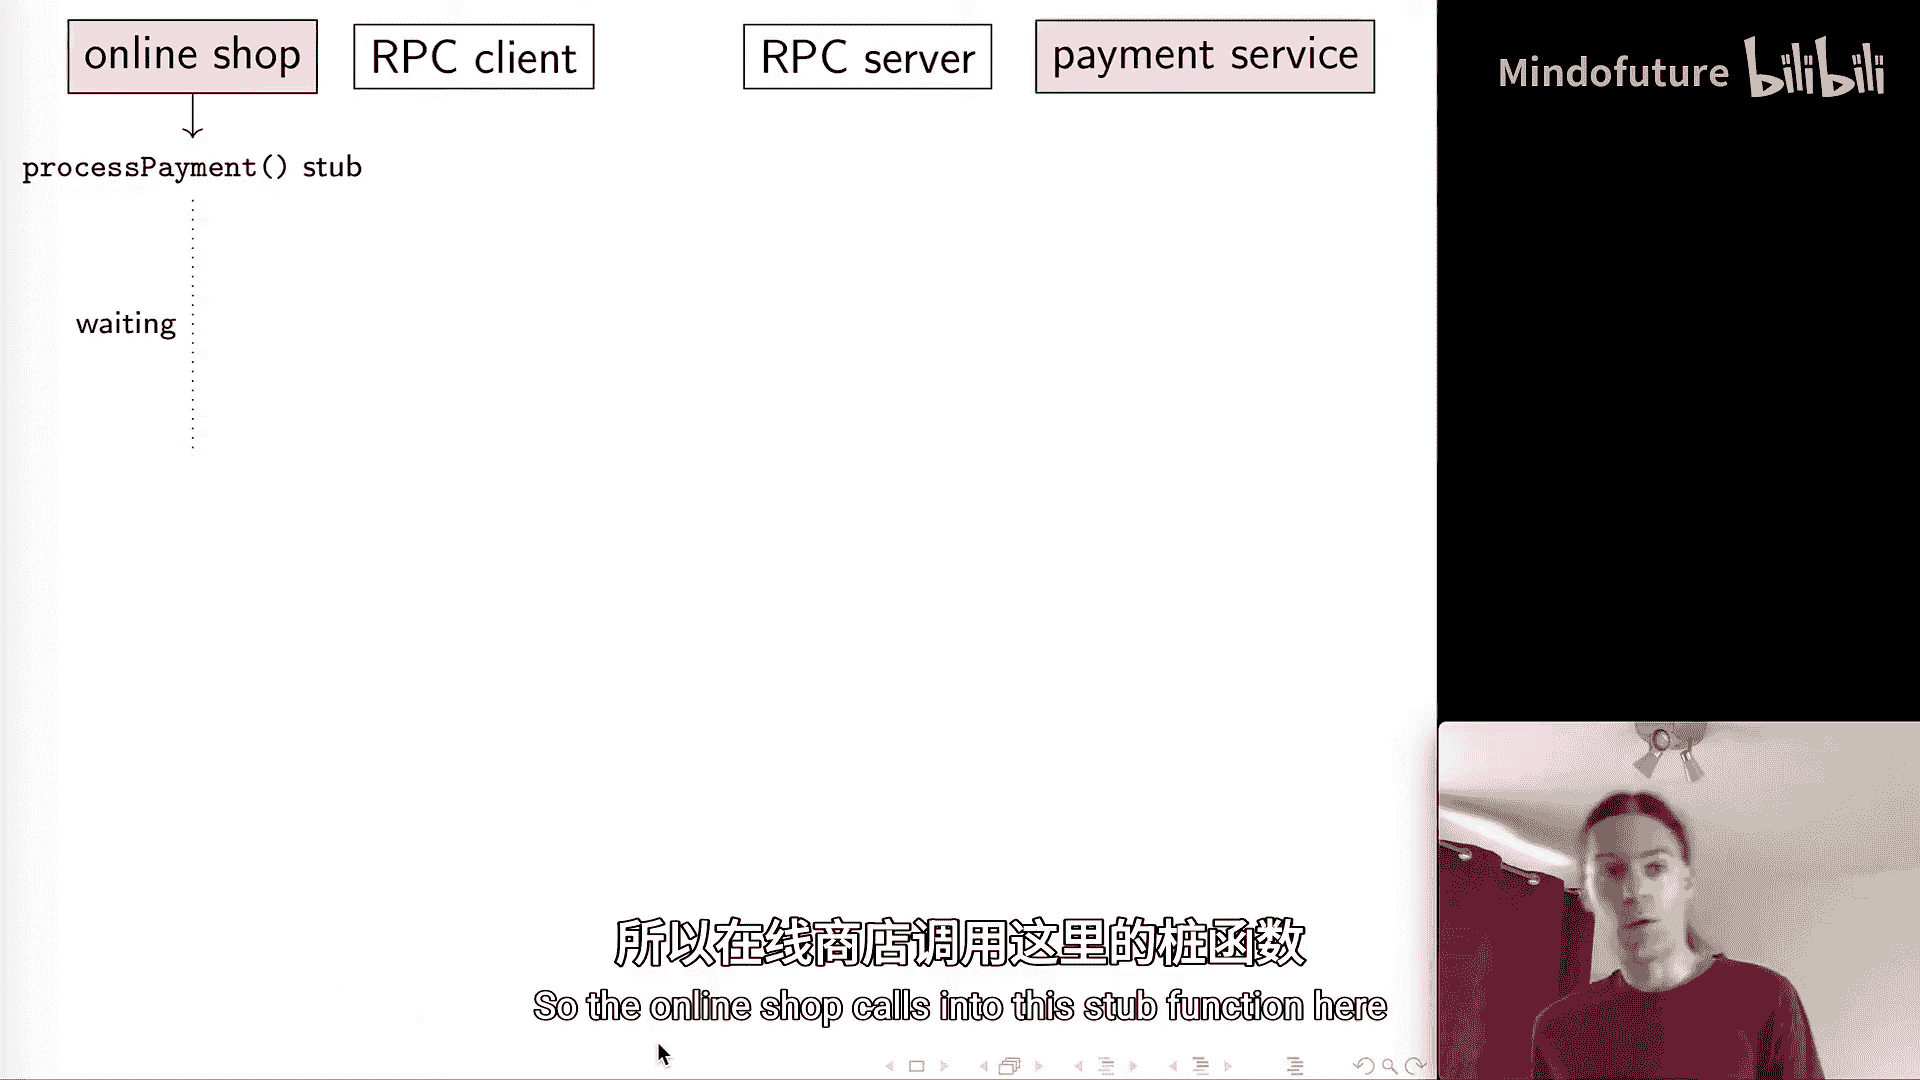 online shop
RPC client
RPC server
payment service
Mindofuture bilibili
processPayment() stub
waiting
所以在线商店调用这里的桩函数
So the online shop calls into this stub function here